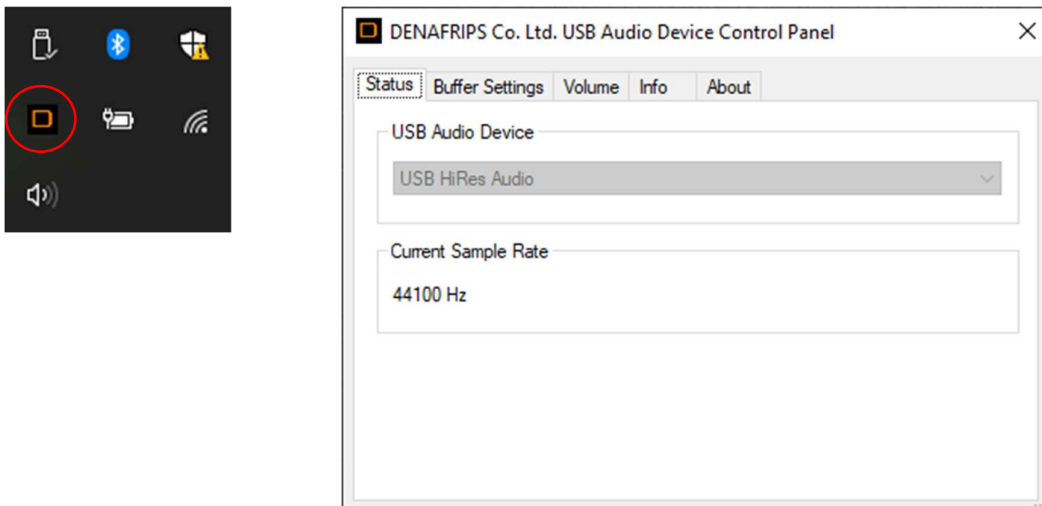 DENAFRIPS Co. Ltd. USB Audio Device Control Panel
Status Buffer Settings Volume Info About
USB Audio Device
USB HiRes Audio
Current Sample Rate
44100 Hz